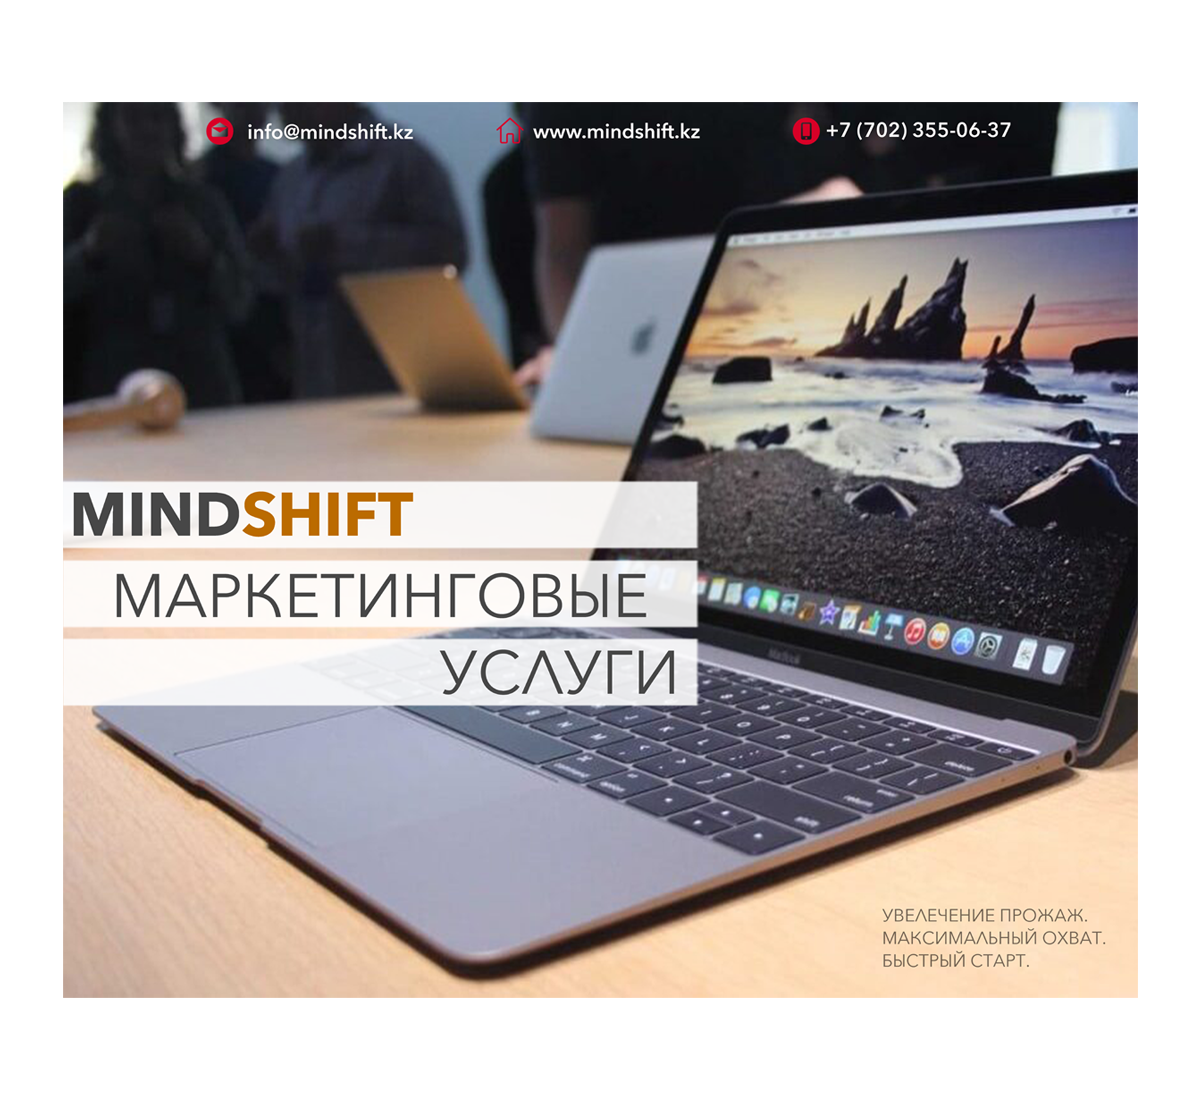 info@mindshift.kz
www.mindshift.kz
+7 (702) 355-06-37
MINDSHIFT
МАРКЕТИНГОВЫЕ
УСЛУГИ
MacBook
УВЕЛЕЧЕНИЕ ПРОЖАЖ.
МАКСИМАЛЬНЫЙ ОХВАТ.
БЫСТРЫЙ СТАРТ.